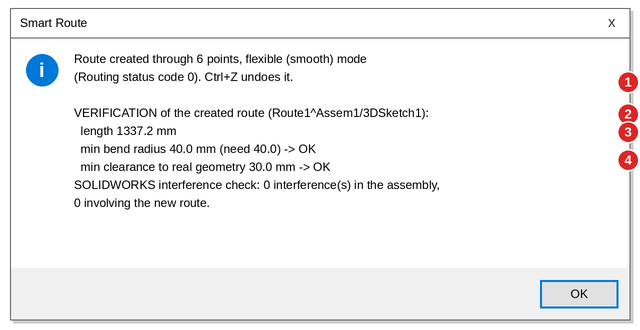 Smart Route x
i
Route created through 6 points, flexible (smooth) mode
(Routing status code 0). Ctrl+Z undoes it.
1
VERIFICATION of the created route (Route1^Assem1/3DSketch1):
2
length 1337.2 mm
3
min bend radius 40.0 mm (need 40.0) -> OK
min clearance to real geometry 30.0 mm -> OK
4
SOLIDWORKS interference check: 0 interference(s) in the assembly,
0 involving the new route.
OK